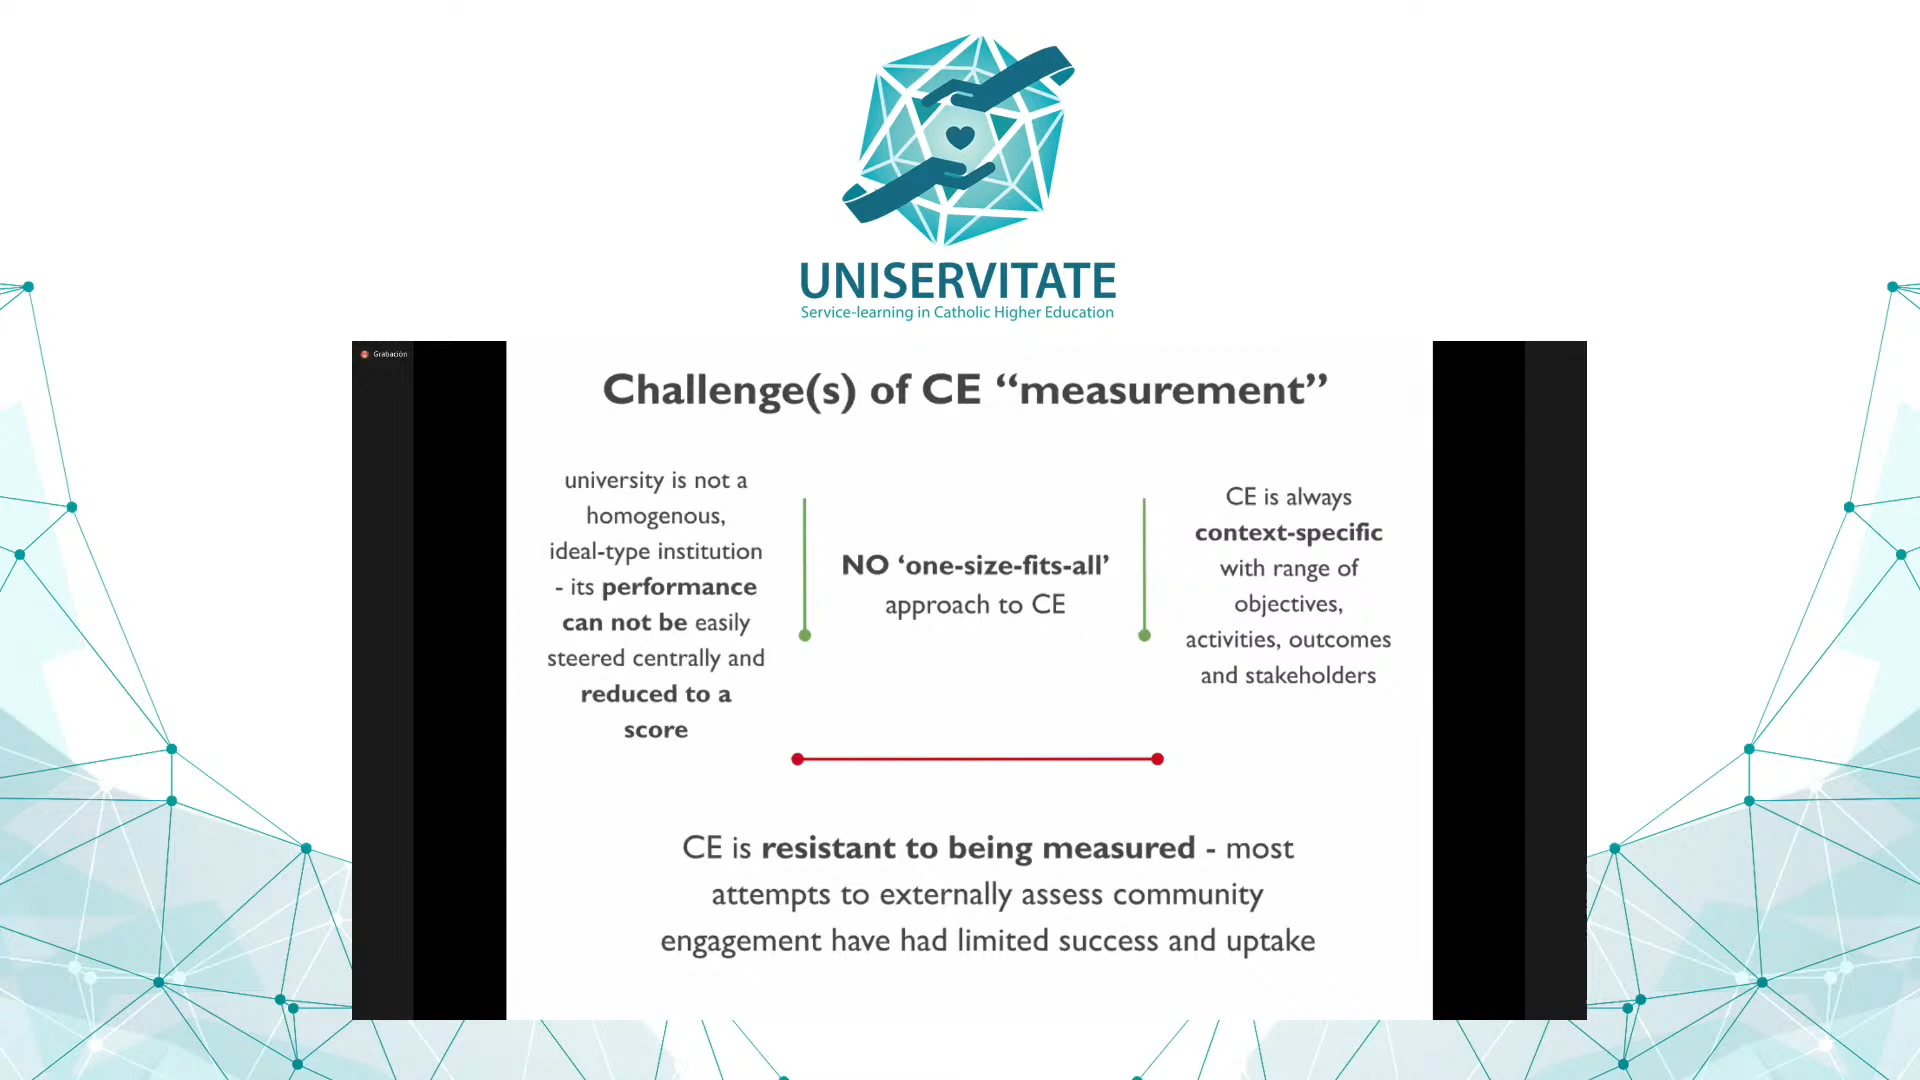 UNISERVITATE
Service-learning in Catholic Higher Education
Grabación
Challenge(s) of CE “measurement”
university is not a
homogenous,
ideal-type institution
- its performance
can not be easily
steered centrally and
reduced to a
score
NO ‘one-size-fits-all’
approach to CE
CE is always
context-specific
with range of
objectives,
activities, outcomes
and stakeholders
CE is resistant to being measured - most
attempts to externally assess community
engagement have had limited success and uptake